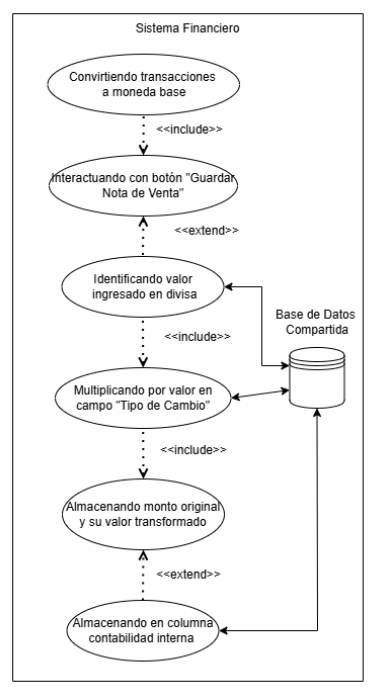 Sistema Financiero
Convirtiendo transacciones
a moneda base
<<include>>
Interactuando con botón "Guardar
Nota de Venta"
<<extend>>
Identificando valor
ingresado en divisa
Base de Datos
Compartida
<<include>>
Multiplicando por valor en
campo "Tipo de Cambio"
<<include>>
Almacenando monto original
y su valor transformado
<<extend>>
Almacenando en columna
contabilidad interna